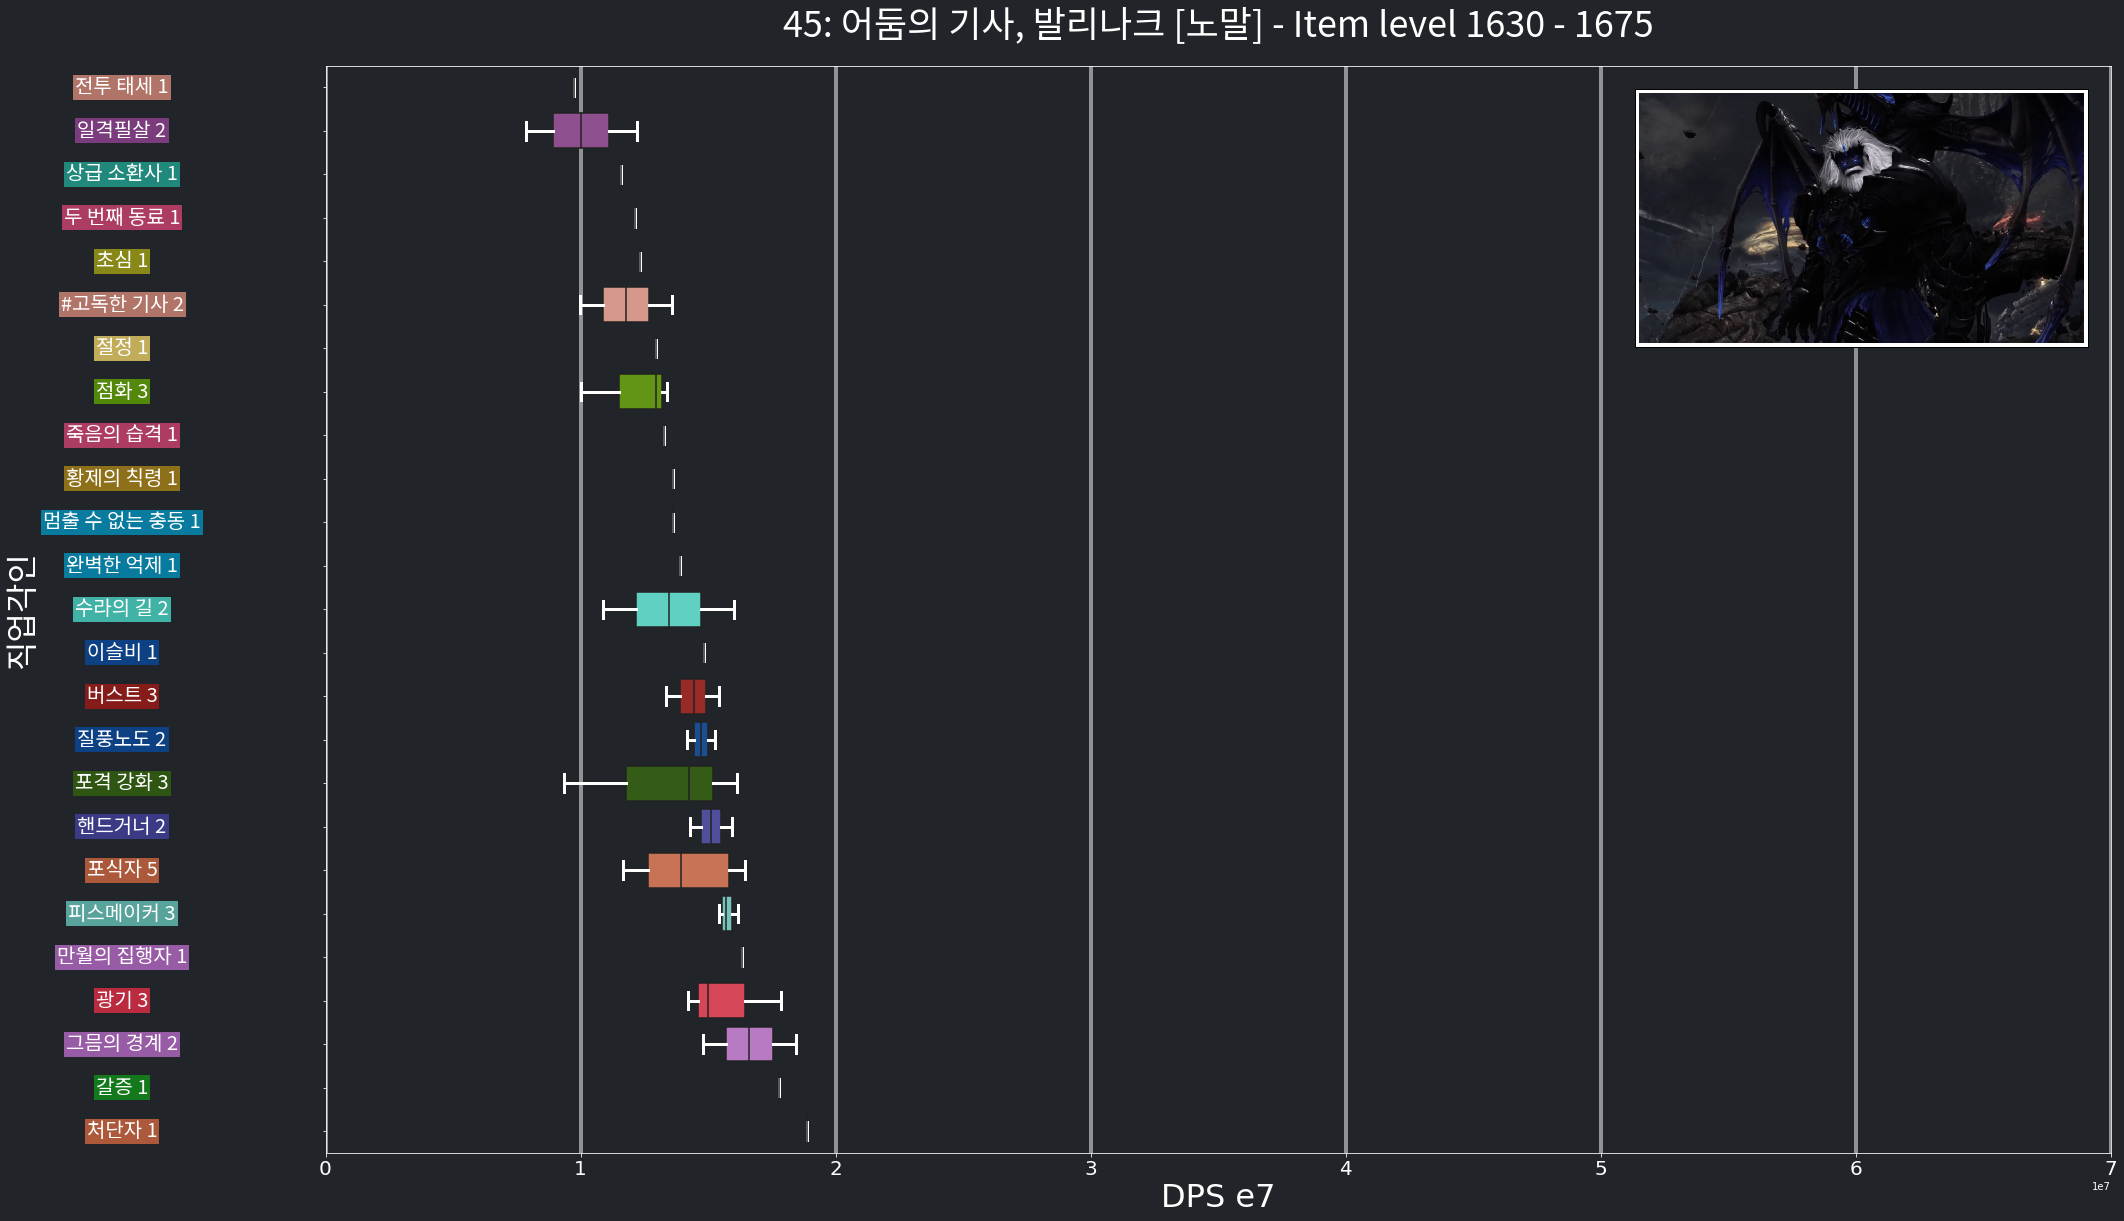 45: 어둠의 기사, 발리나크 [노말] - Item level 1630 - 1675
직업각인
전투 태세 1
일격필살 2
상급 소환사 1
두 번째 동료 1
초심 1
#고독한 기사 2
절정 1
점화 3
죽음의 습격 1
황제의 칙령 1
멈출 수 없는 충동 1
완벽한 억제 1
수라의 길 2
이슬비 1
버스트 3
질풍노도 2
포격 강화 3
핸드거너 2
포식자 5
피스메이커 3
만월의 집행자 1
광기 3
그믐의 경계 2
갈증 1
처단자 1
0 1 2 3 4 5 6 7
1e7
DPS e7